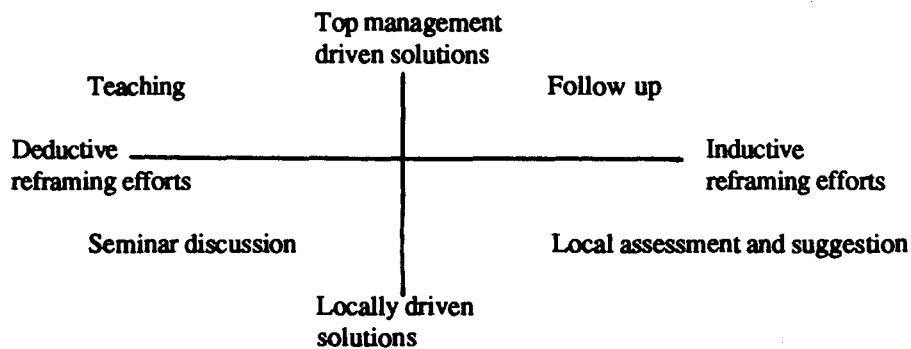 Top management
driven solutions
Teaching
Follow up
Deductive
reframing efforts
Inductive
reframing efforts
Seminar discussion
Local assessment and suggestion
Locally driven
solutions